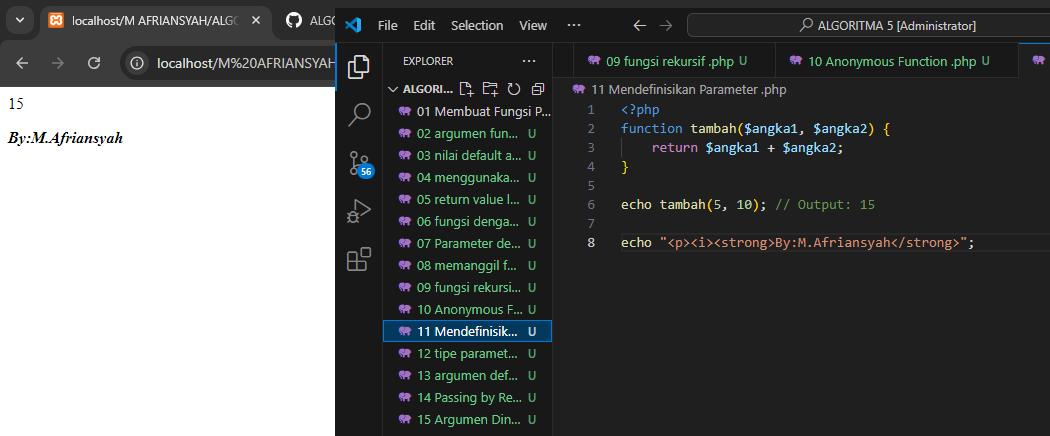 localhost/M AFRIANSYAH/ALGO
ALGO
localhost/M%20AFRIANSYAH
15
By:M.Afriansyah
File Edit Selection View ...
ALGORITMA 5 [Administrator]
EXPLORER ...
ALGORI...
01 Membuat Fungsi P...
02 argumen fun... U
03 nilai default a... U
04 menggunaka... U
05 return value l... U
06 fungsi denga... U
07 Parameter de... U
08 memanggil f... U
09 fungsi rekursi... U
10 Anonymous F... U
11 Mendefinisik... U
12 tipe paramet... U
13 argumen def... U
14 Passing by Re... U
15 Argumen Din... U
56
09 fungsi rekursif .php U
10 Anonymous Function .php U
11 Mendefinisikan Parameter .php
1 <?php
2 function tambah($angka1, $angka2) {
3 return $angka1 + $angka2;
4 }
5
6 echo tambah(5, 10); // Output: 15
7
8 echo "<p><i><strong>By:M.Afriansyah</strong>";